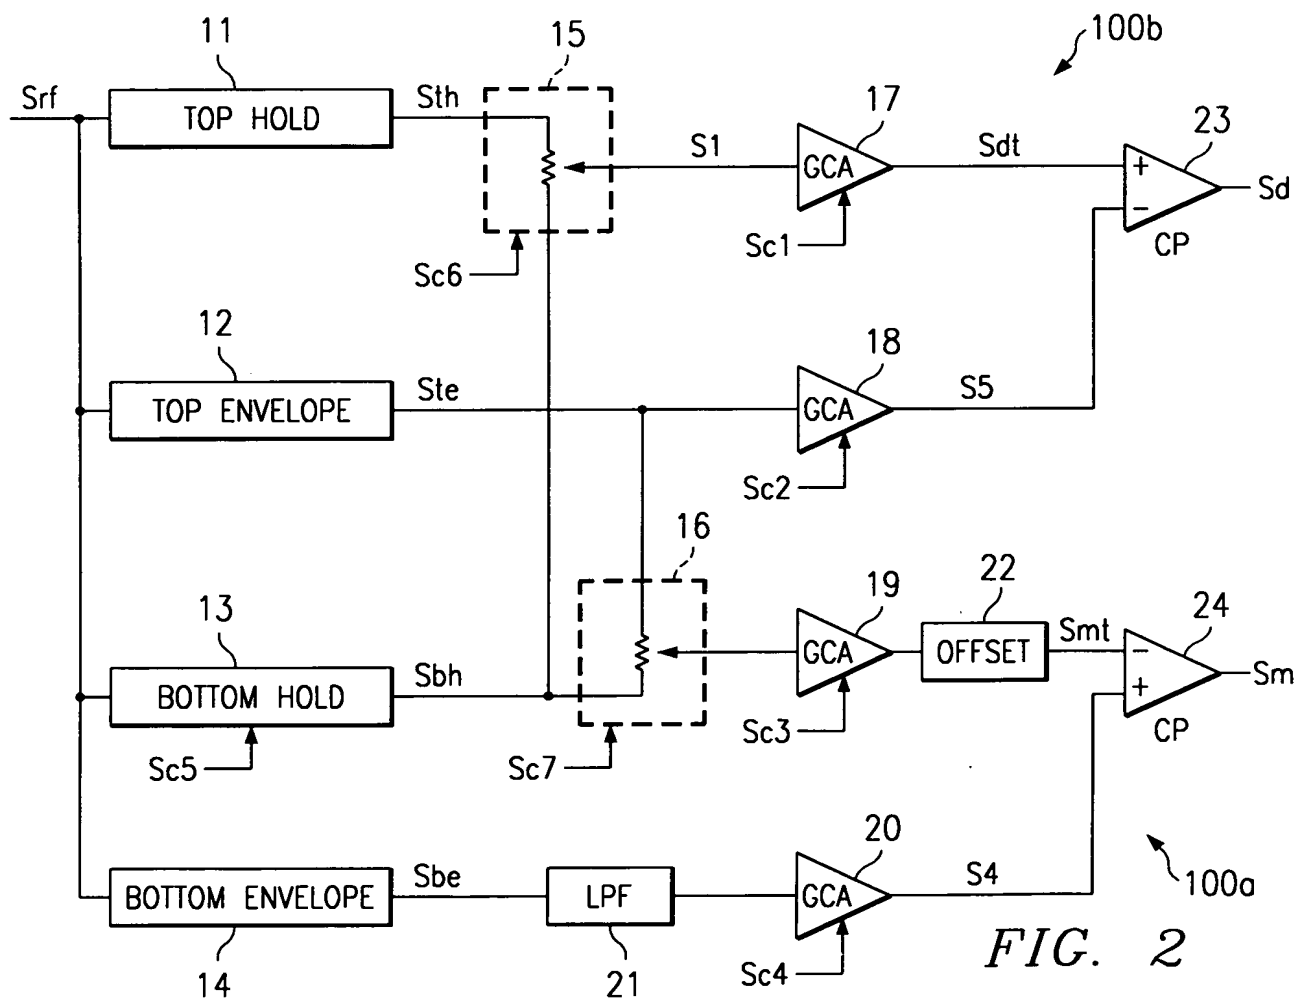 11
15
100b
Srf
TOP HOLD
Sth
S1
17
GCA
Sdt
23
+
−
Sd
CP
Sc6
Sc1
12
18
TOP ENVELOPE
Ste
GCA
S5
Sc2
16
13
19
22
24
BOTTOM HOLD
Sbh
GCA
OFFSET
Smt
−
+
Sm
CP
Sc5
Sc7
Sc3
20
BOTTOM ENVELOPE
Sbe
LPF
GCA
S4
100a
14
21
Sc4
FIG. 2